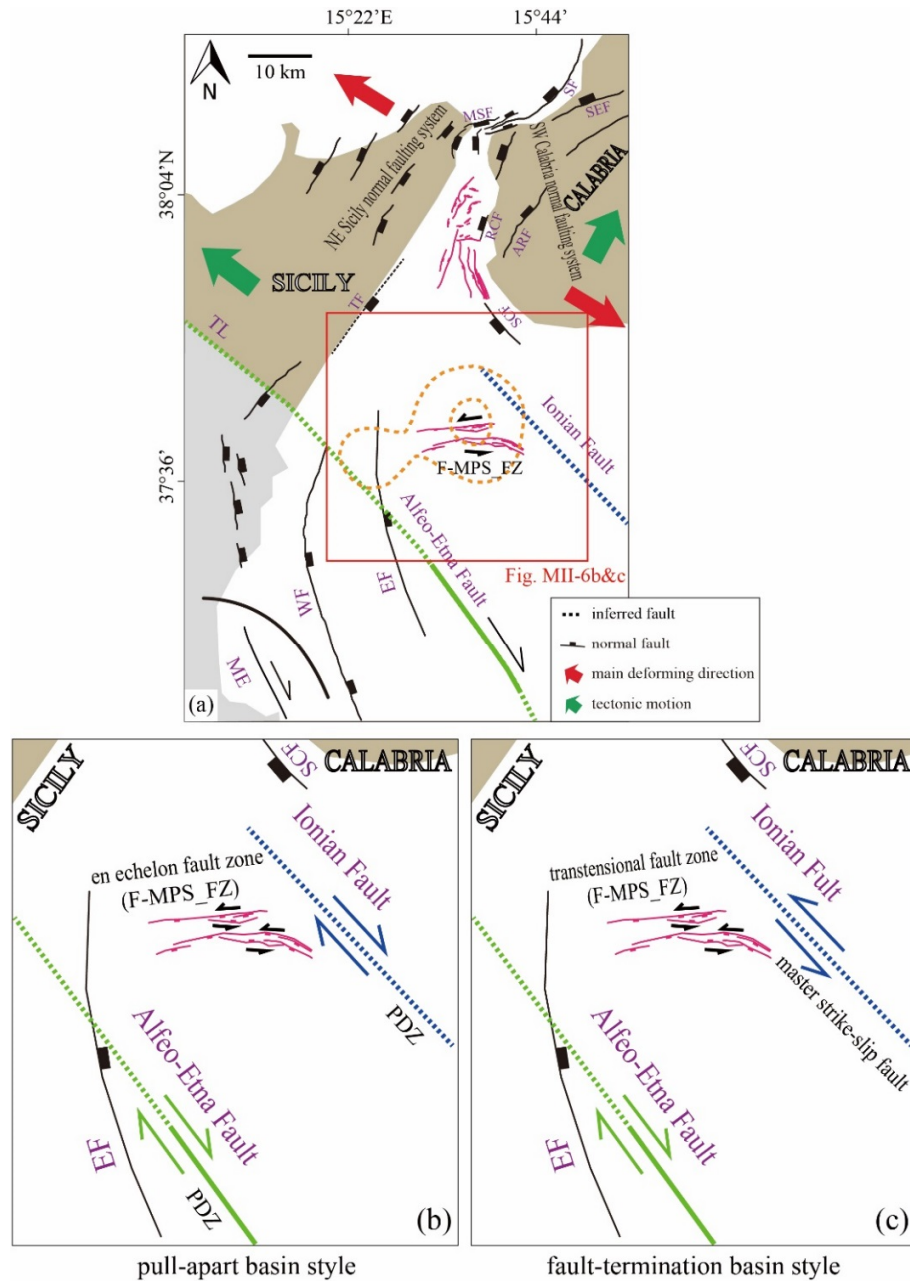 15°22’E
15°44’E
10 km
N
MSF
SF
SEF
NE Sicily normal faulting system
SW Calabria normal faulting system
CALABRIA
38°04’N
RCF
ARF
SICILY
TF
SCF
TL
Ionian Fault
37°36’
F-MPS_FZ
Alfeo-Etna Fault
Fig. MII-6b&c
WF
EF
ME
inferred fault
normal fault
main deforming direction
tectonic motion
(a)
SICILY
SCF
CALABRIA
Ionian Fault
en echelon fault zone
(F-MPS_FZ)
PDZ
Alfeo-Etna Fault
EF
PDZ
(b)
pull-apart basin style
SICILY
SCF
CALABRIA
Ionian Fult
transtensional fault zone
(F-MPS_FZ)
master strike-slip fault
Alfeo-Etna Fault
EF
(c)
fault-termination basin style